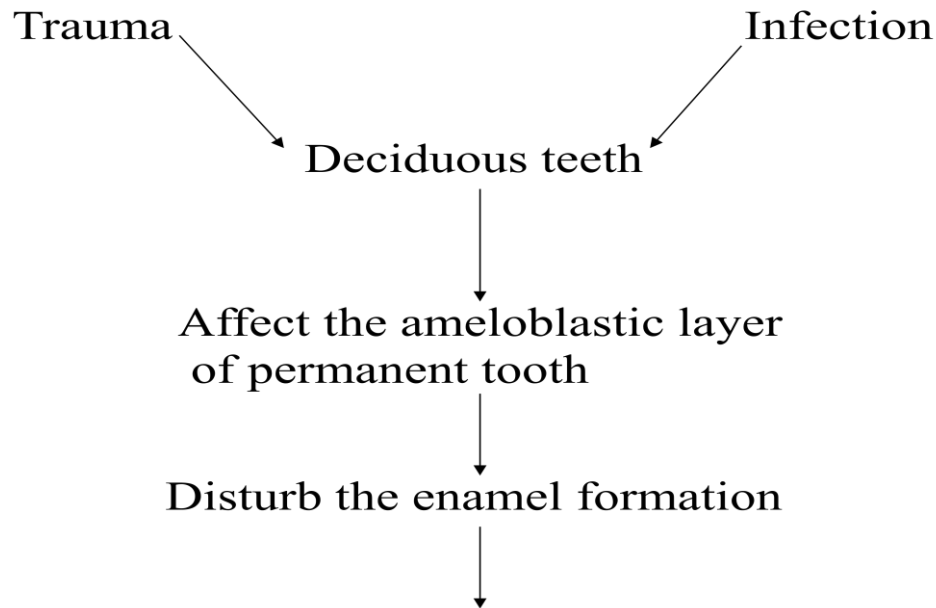 Trauma
Infection
Deciduous teeth
Affect the ameloblastic layer
of permanent tooth
Disturb the enamel formation